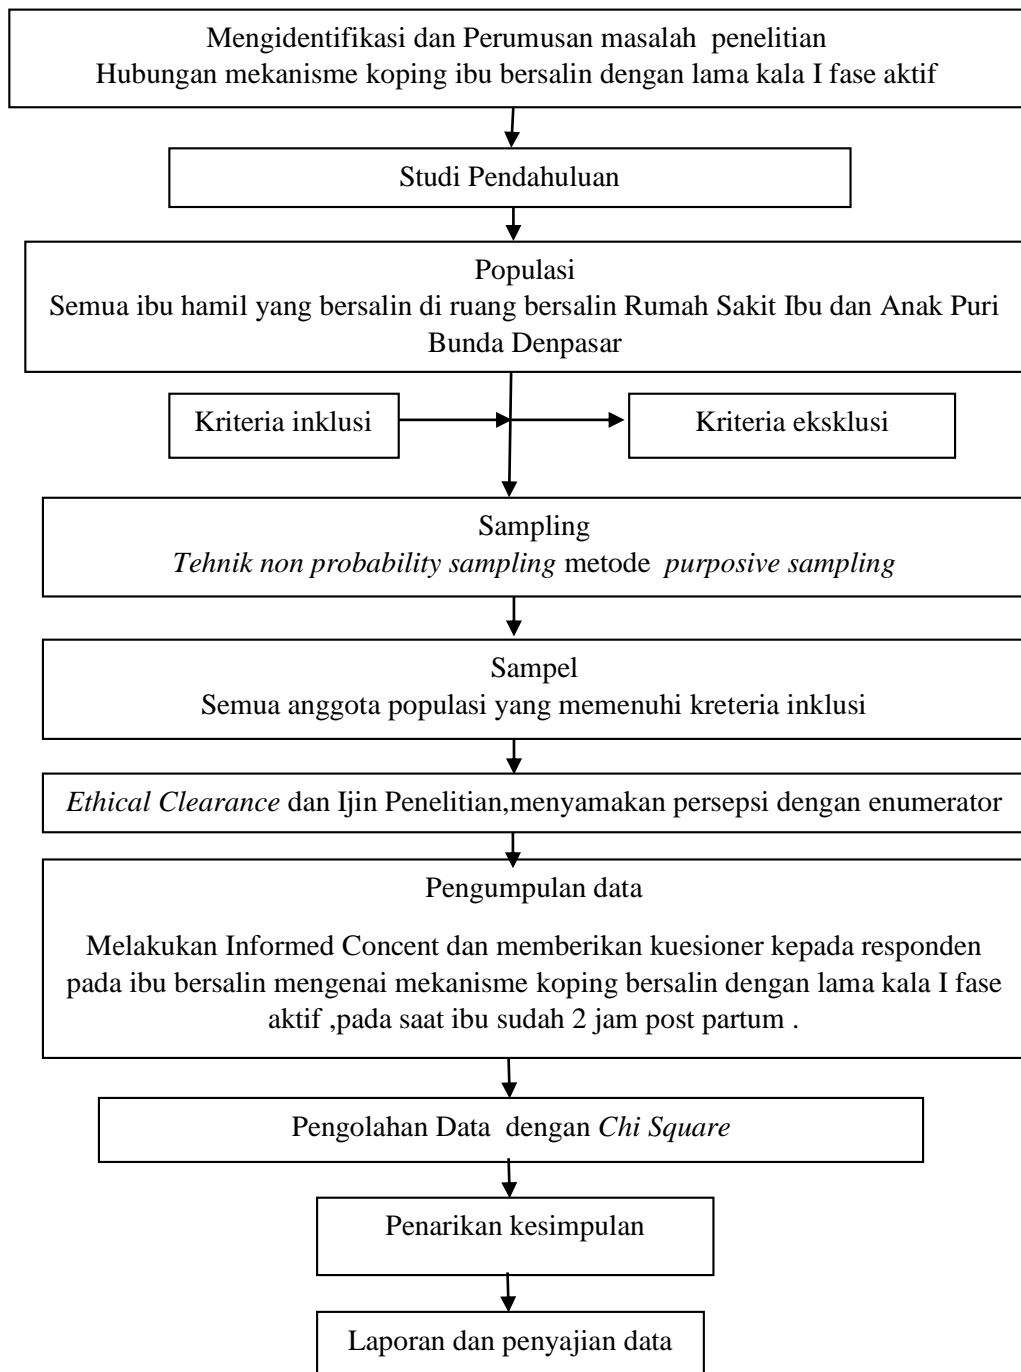 Mengidentifikasi dan Perumusan masalah penelitian
Hubungan mekanisme koping ibu bersalin dengan lama kala I fase aktif
Studi Pendahuluan
Populasi
Semua ibu hamil yang bersalin di ruang bersalin Rumah Sakit Ibu dan Anak Puri
Bunda Denpasar
Kriteria inklusi
Kriteria eksklusi
Sampling
Tehnik non probability sampling metode purposive sampling
Sampel
Semua anggota populasi yang memenuhi kreteria inklusi
Ethical Clearance dan Ijin Penelitian,menyamakan persepsi dengan enumerator
Pengumpulan data
Melakukan Informed Concent dan memberikan kuesioner kepada responden
pada ibu bersalin mengenai mekanisme koping bersalin dengan lama kala I fase
aktif ,pada saat ibu sudah 2 jam post partum .
Pengolahan Data dengan Chi Square
Penarikan kesimpulan
Laporan dan penyajian data